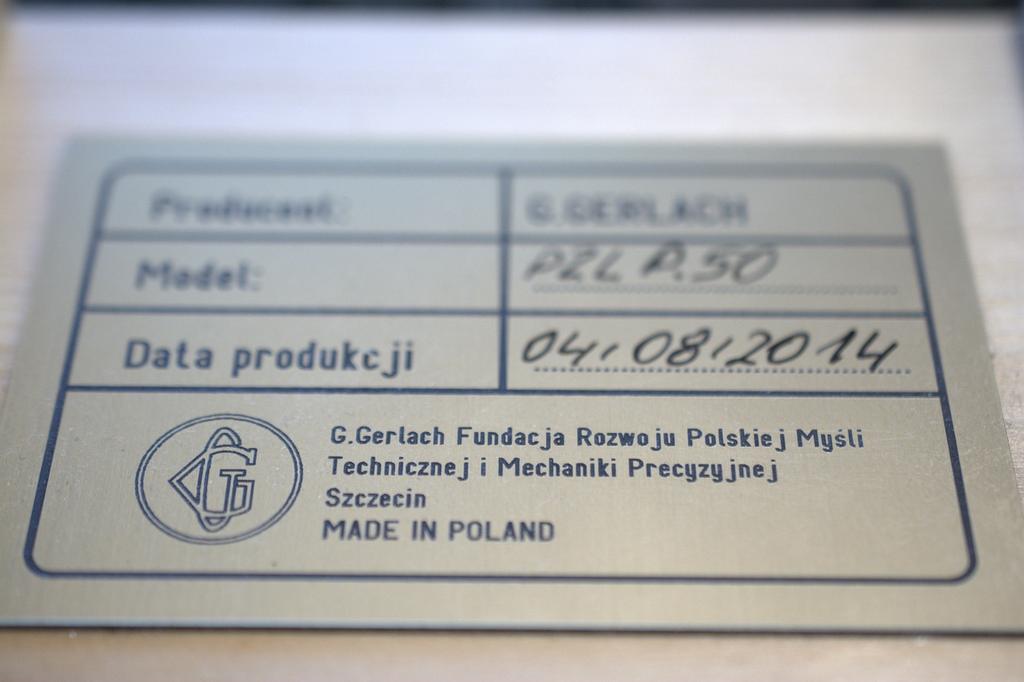 Producent: G.GERLACH
Model: PZL P.50
Data produkcji 04.08.2014
G.Gerlach Fundacja Rozwoju Polskiej Myśli
Technicznej i Mechaniki Precyzyjnej
Szczecin
MADE IN POLAND